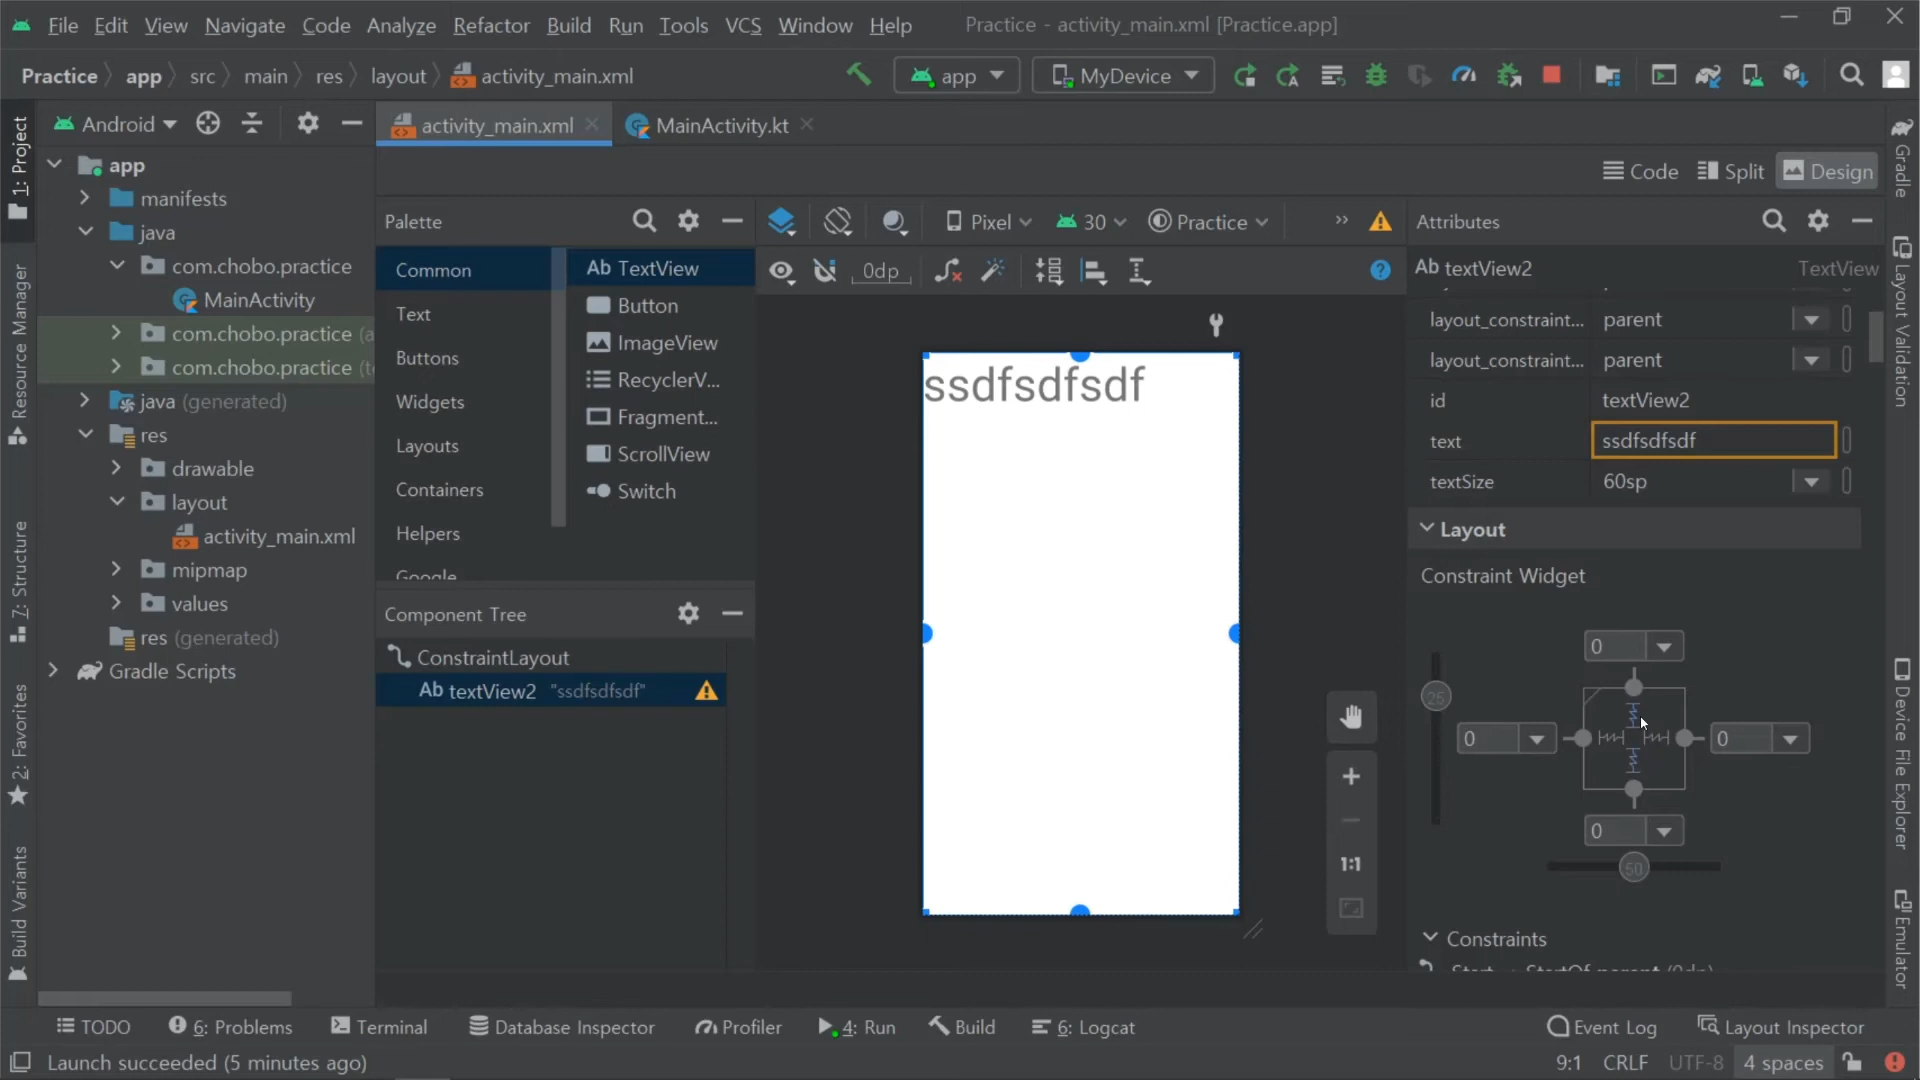 File Edit View Navigate Code Analyze Refactor Build Run Tools VCS Window Help Practice - activity_main.xml [Practice.app]
Practice app src main res layout activity_main.xml app MyDevice
Android activity_main.xml MainActivity.kt
Code Split Design
Palette Pixel 30 Practice Attributes
0dp Ab textView2 TextView
1: Project
Resource Manager
7: Structure
2: Favorites
Build Variants
app
manifests
java
com.chobo.practice
MainActivity
com.chobo.practice (a
com.chobo.practice (t
java (generated)
res
drawable
layout
activity_main.xml
mipmap
values
res (generated)
Gradle Scripts
Common
Text
Buttons
Widgets
Layouts
Containers
Helpers
Google
Ab TextView
Button
ImageView
RecyclerV...
Fragment...
ScrollView
Switch
Component Tree
ConstraintLayout
Ab textView2 "ssdfsdfsdf"
ssdfsdfsdf
1:1
layout_constraint... parent
layout_constraint... parent
id textView2
text ssdfsdfsdf
textSize 60sp
Layout
Constraint Widget
0
25
0 0
0
50
Constraints
Start → StartOf parent (0dp)
Gradle
Layout Validation
Device File Explorer
Emulator
TODO 6: Problems Terminal Database Inspector Profiler 4: Run Build 6: Logcat Event Log Layout Inspector
Launch succeeded (5 minutes ago) 9:1 CRLF UTF-8 4 spaces